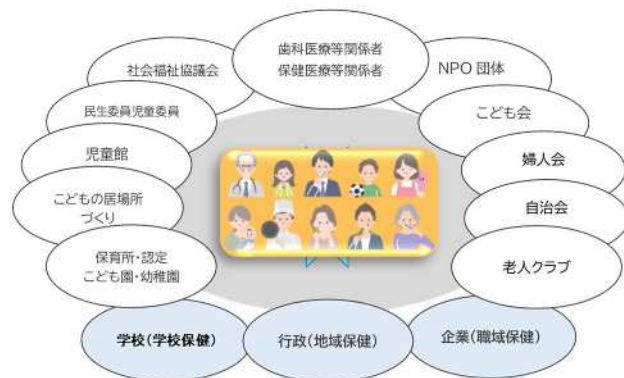 歯科医療等関係者
保健医療等関係者
社会福祉協議会
NPO 団体
民生委員児童委員
こども会
児童館
婦人会
こどもの居場所
づくり
自治会
保育所・認定
こども園・幼稚園
老人クラブ
学校(学校保健)
行政(地域保健)
企業(職域保健)